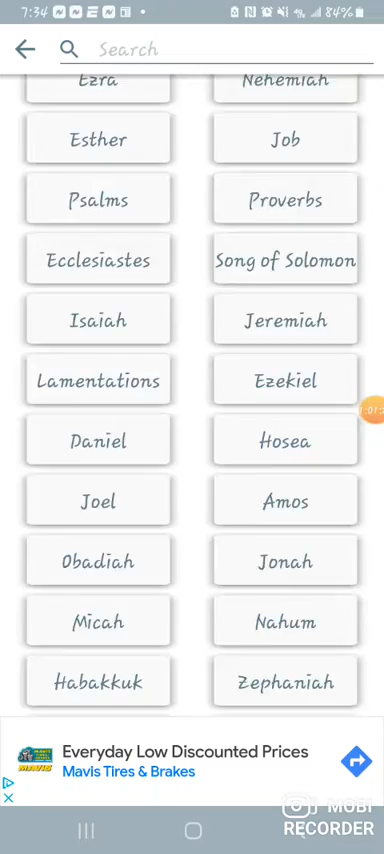 7:34 84%
Search
Ezra Nehemiah
Esther Job
Psalms Proverbs
Ecclesiastes Song of Solomon
Isaiah Jeremiah
Lamentations Ezekiel
Daniel Hosea
Joel Amos
Obadiah Jonah
Micah Nahum
Habakkuk Zephaniah
Everyday Low Discounted Prices
Mavis Tires & Brakes
MAVIS
MOBI
RECORDER